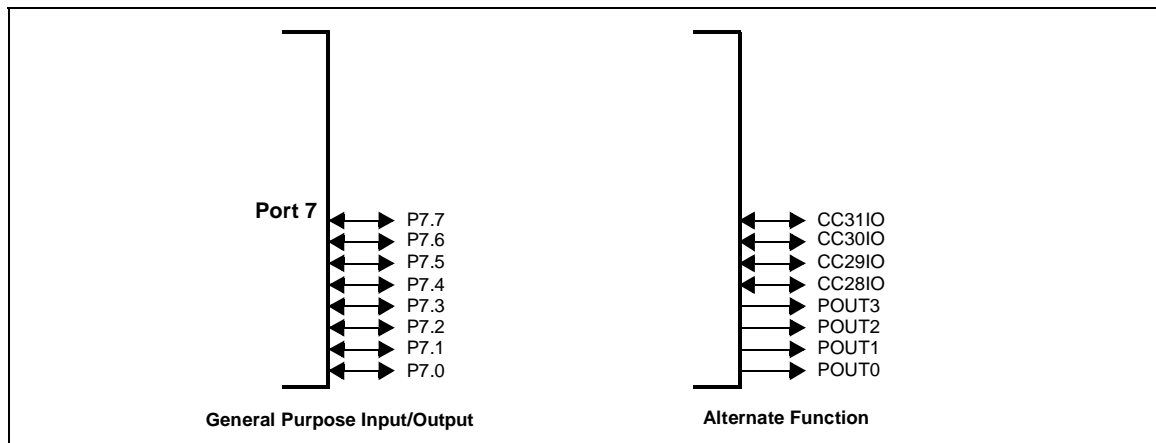 Port 7
P7.7
P7.6
P7.5
P7.4
P7.3
P7.2
P7.1
P7.0
General Purpose Input/Output
CC31IO
CC30IO
CC29IO
CC28IO
POUT3
POUT2
POUT1
POUT0
Alternate Function